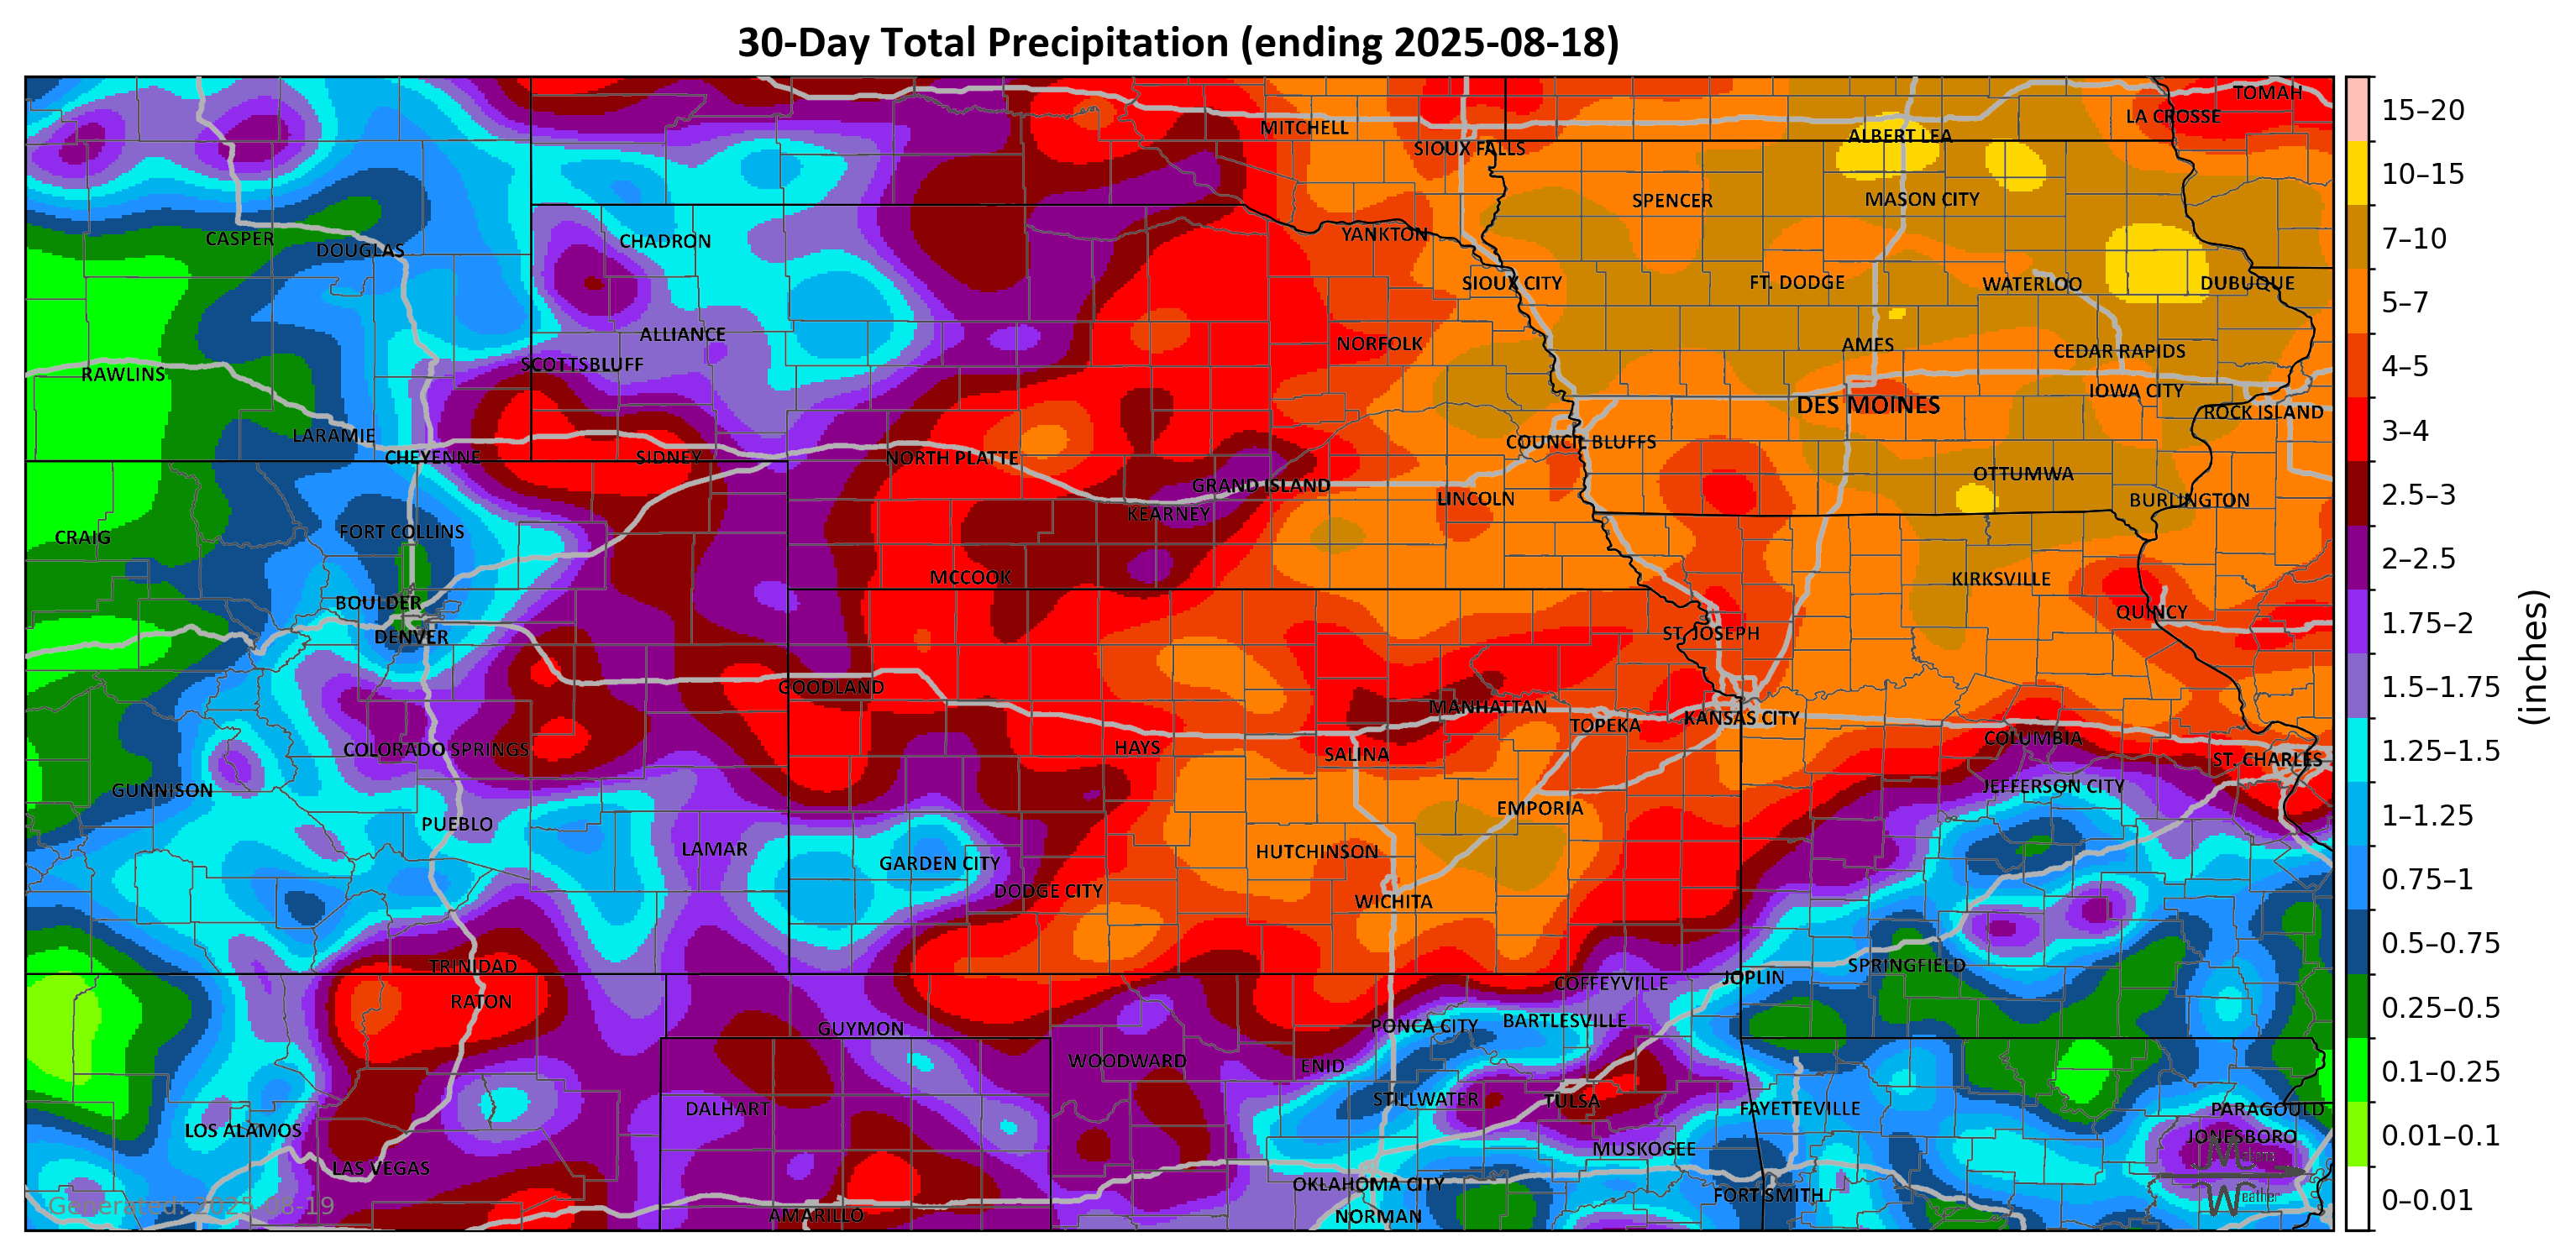 30-Day Total Precipitation (ending 2025-08-18)
TOMAH
LA CROSSE
MITCHELL
ALBERT LEA
SIOUX FALLS
SPENCER
MASON CITY
YANKTON
CASPER
CHADRON
DOUGLAS
SIOUX CITY
FT. DODGE
WATERLOO
DUBUQUE
ALLIANCE
NORFOLK
AMES
CEDAR RAPIDS
SCOTTSBLUFF
RAWLINS
IOWA CITY
DES MOINES
ROCK ISLAND
LARAMIE
COUNCIL BLUFFS
CHEYENNE
SIDNEY
NORTH PLATTE
OTTUMWA
GRAND ISLAND
LINCOLN
BURLINGTON
KEARNEY
FORT COLLINS
CRAIG
MCCOOK
KIRKSVILLE
BOULDER
QUINCY
DENVER
ST. JOSEPH
GOODLAND
MANHATTAN
KANSAS CITY
TOPEKA
COLUMBIA
COLORADO SPRINGS
HAYS
SALINA
ST. CHARLES
GUNNISON
JEFFERSON CITY
EMPORIA
PUEBLO
LAMAR
HUTCHINSON
GARDEN CITY
DODGE CITY
WICHITA
TRINIDAD
SPRINGFIELD
JOPLIN
COFFEYVILLE
RATON
BARTLESVILLE
PONCA CITY
GUYMON
WOODWARD
ENID
STILLWATER
TULSA
DALHART
FAYETTEVILLE
PARAGOULD
LOS ALAMOS
JONESBORO
MUSKOGEE
LAS VEGAS
OKLAHOMA CITY
FORT SMITH
AMARILLO
NORMAN
Generated: 2025-08-19
Weather
15–20
10–15
7–10
5–7
4–5
3–4
2.5–3
2–2.5
1.75–2
1.5–1.75
1.25–1.5
1–1.25
0.75–1
0.5–0.75
0.25–0.5
0.1–0.25
0.01–0.1
0–0.01
(inches)